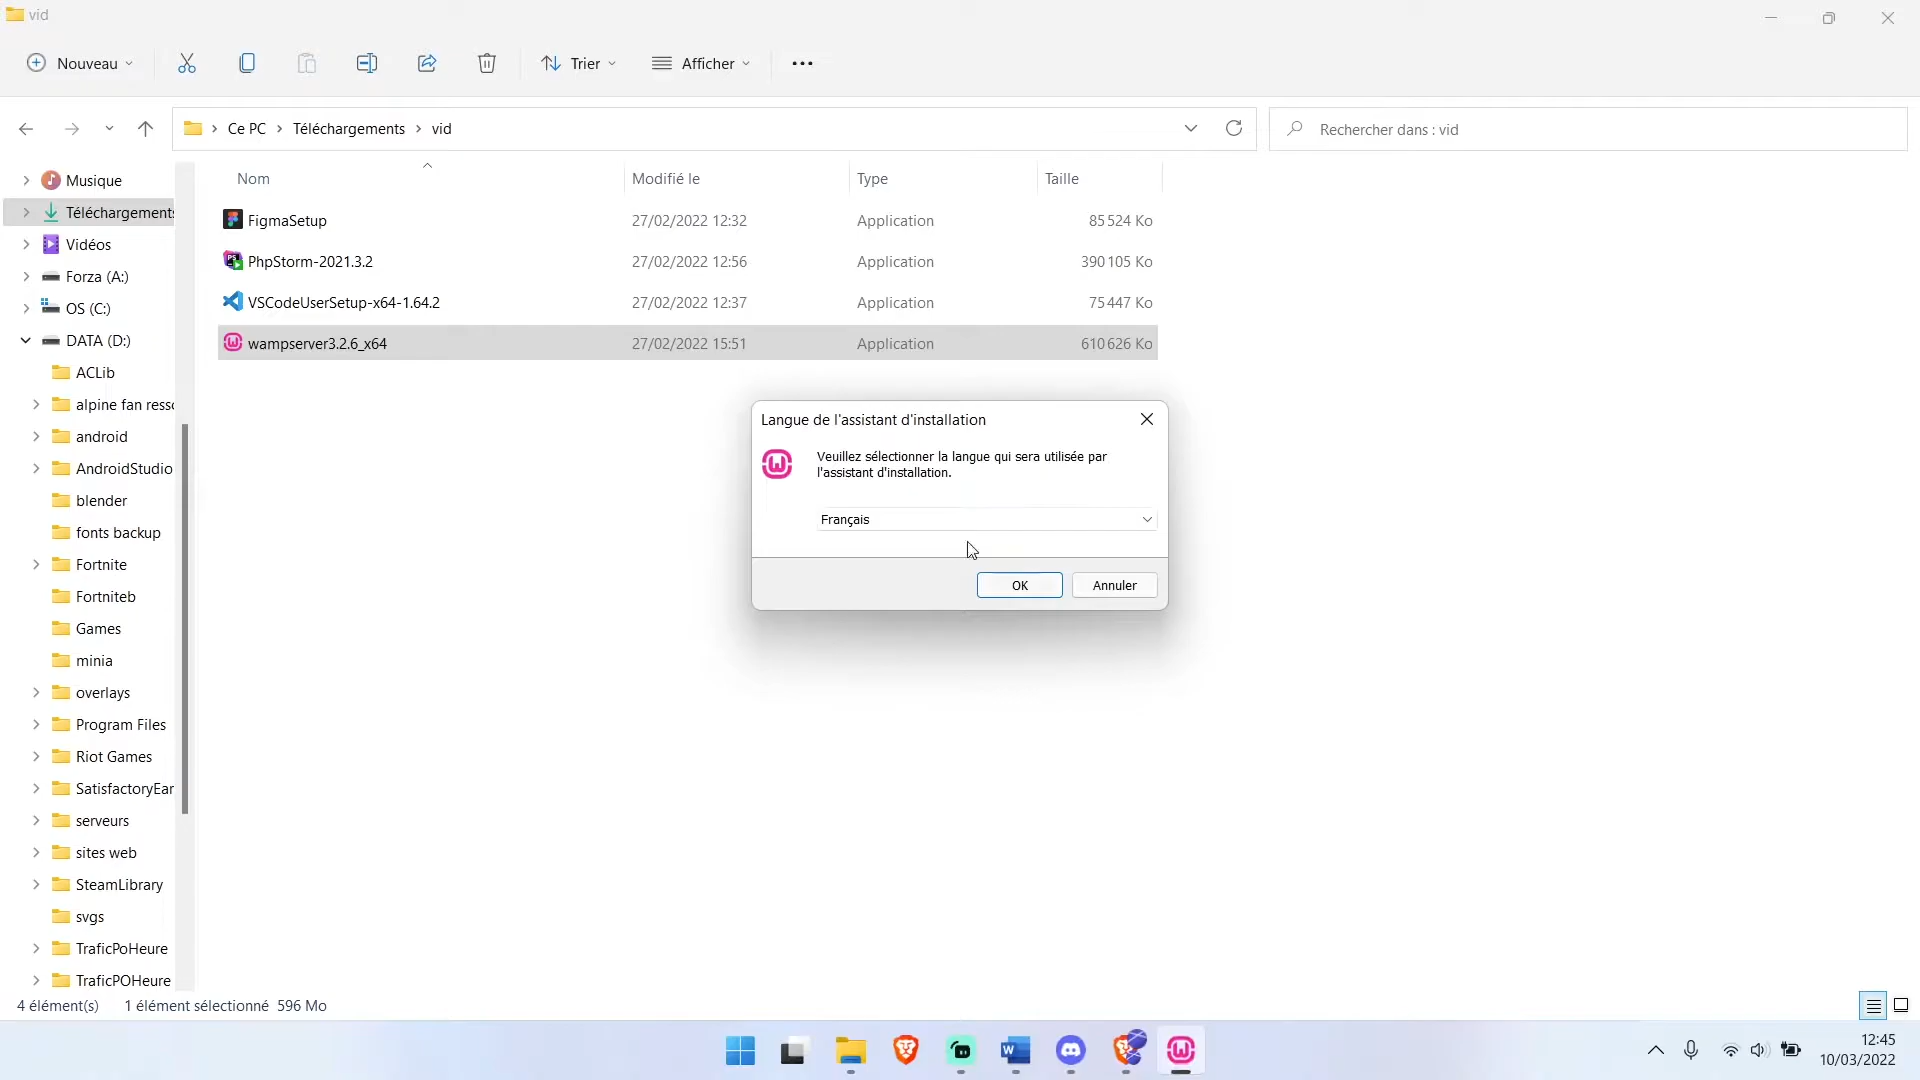 vid
Nouveau
Trier
Afficher
Ce PC
Téléchargements
vid
Rechercher dans : vid
Nom
Modifié le
Type
Taille
FigmaSetup
27/02/2022 12:32
Application
85 524 Ko
PhpStorm-2021.3.2
27/02/2022 12:56
Application
390 105 Ko
VSCodeUserSetup-x64-1.64.2
27/02/2022 12:37
Application
75 447 Ko
wampserver3.2.6_x64
27/02/2022 15:51
Application
610 626 Ko
Musique
Téléchargements
Vidéos
Forza (A:)
OS (C:)
DATA (D:)
ACLib
alpine fan resso
android
AndroidStudio
blender
fonts backup
Fortnite
Fortniteb
Games
minia
overlays
Program Files
Riot Games
SatisfactoryEar
serveurs
sites web
SteamLibrary
svgs
TraficPoHeure
TraficPOHeure
Langue de l'assistant d'installation
Veuillez sélectionner la langue qui sera utilisée par
l'assistant d'installation.
Français
OK
Annuler
4 élément(s)
1 élément sélectionné 596 Mo
12:45
10/03/2022